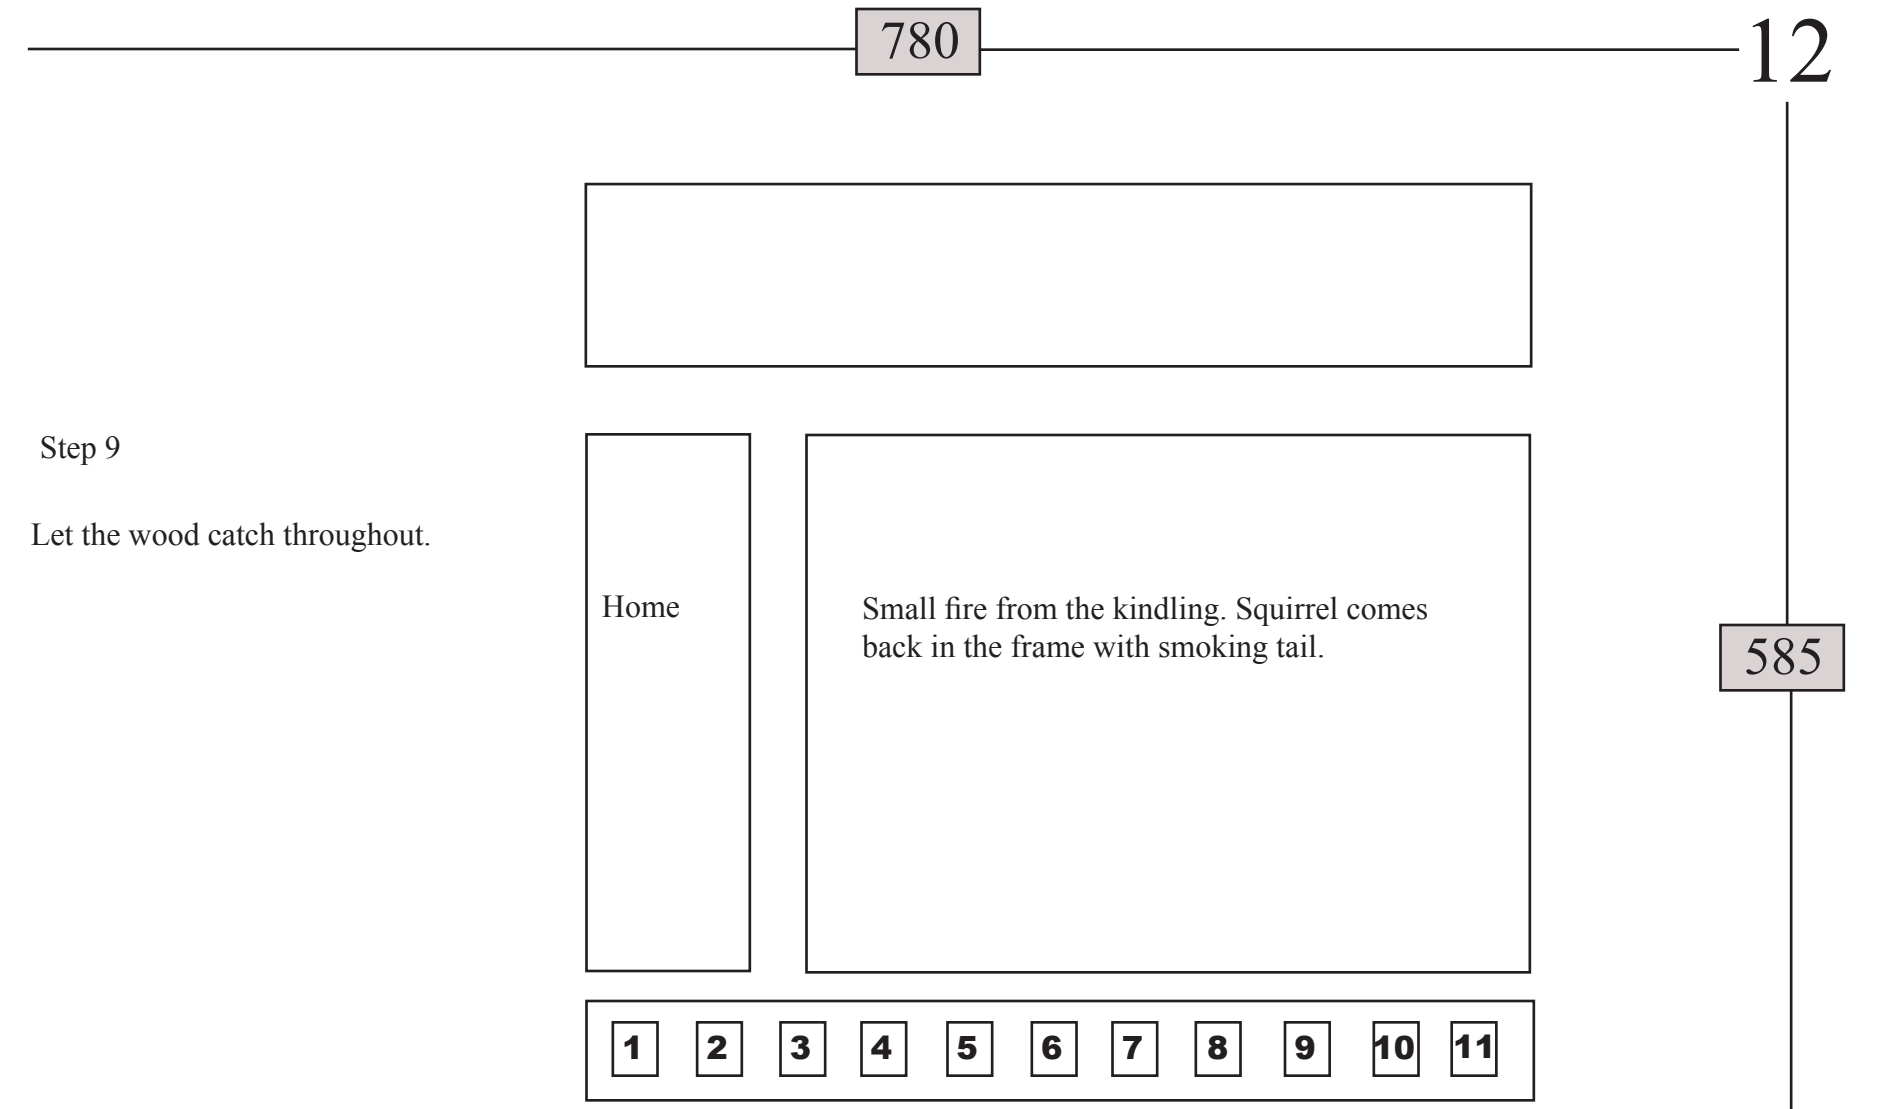 780
12
Step 9
Let the wood catch throughout.
Home
Small fire from the kindling. Squirrel comes
back in the frame with smoking tail.
585
1 2 3 4 5 6 7 8 9 10 11